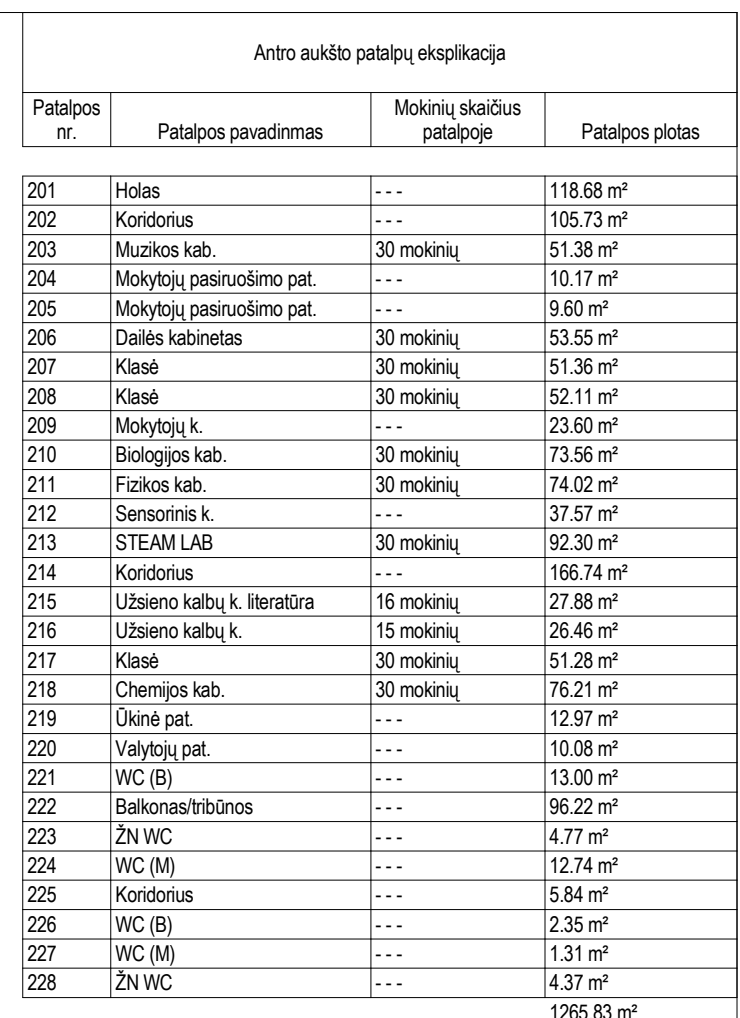 Antro aukšto patalpų eksplikacija
Patalpos nr. Patalpos pavadinmas Mokinių skaičius patalpoje Patalpos plotas
201 Holas - - - 118.68 m²
202 Koridorius - - - 105.73 m²
203 Muzikos kab. 30 mokinių 51.38 m²
204 Mokytojų pasiruošimo pat. - - - 10.17 m²
205 Mokytojų pasiruošimo pat. - - - 9.60 m²
206 Dailės kabinetas 30 mokinių 53.55 m²
207 Klasė 30 mokinių 51.36 m²
208 Klasė 30 mokinių 52.11 m²
209 Mokytojų k. - - - 23.60 m²
210 Biologijos kab. 30 mokinių 73.56 m²
211 Fizikos kab. 30 mokinių 74.02 m²
212 Sensorinis k. - - - 37.57 m²
213 STEAM LAB 30 mokinių 92.30 m²
214 Koridorius - - - 166.74 m²
215 Užsieno kalbų k. literatūra 16 mokinių 27.88 m²
216 Užsieno kalbų k. 15 mokinių 26.46 m²
217 Klasė 30 mokinių 51.28 m²
218 Chemijos kab. 30 mokinių 76.21 m²
219 Ūkinė pat. - - - 12.97 m²
220 Valytojų pat. - - - 10.08 m²
221 WC (B) - - - 13.00 m²
222 Balkonas/tribūnos - - - 96.22 m²
223 ŽN WC - - - 4.77 m²
224 WC (M) - - - 12.74 m²
225 Koridorius - - - 5.84 m²
226 WC (B) - - - 2.35 m²
227 WC (M) - - - 1.31 m²
228 ŽN WC - - - 4.37 m²
1265.83 m²